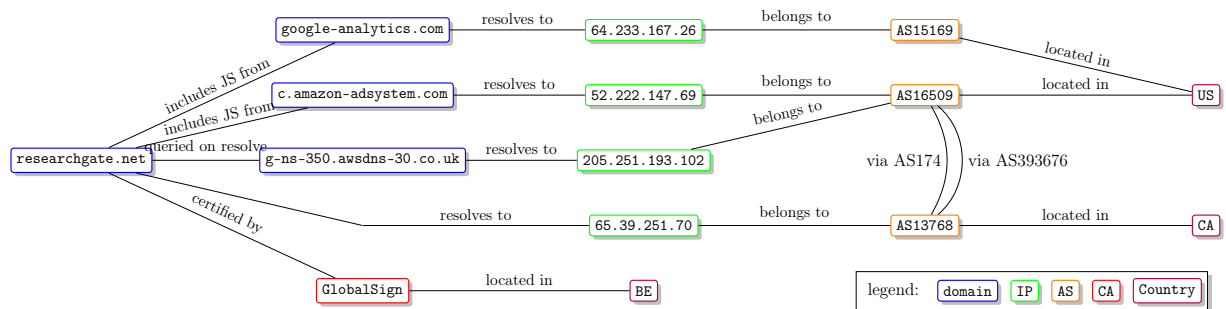 google-analytics.com resolves to 64.233.167.26 belongs to AS15169
located in
includes JS from
c.amazon-adsystem.com resolves to 52.222.147.69 belongs to AS16509 located in US
includes JS from
belongs to
researchgate.net queried on resolve g-ns-350.awsdns-30.co.uk resolves to 205.251.193.102
via AS174 via AS393676
certified by
resolves to 65.39.251.70 belongs to AS13768 located in CA
GlobalSign located in BE
legend: domain IP AS CA Country